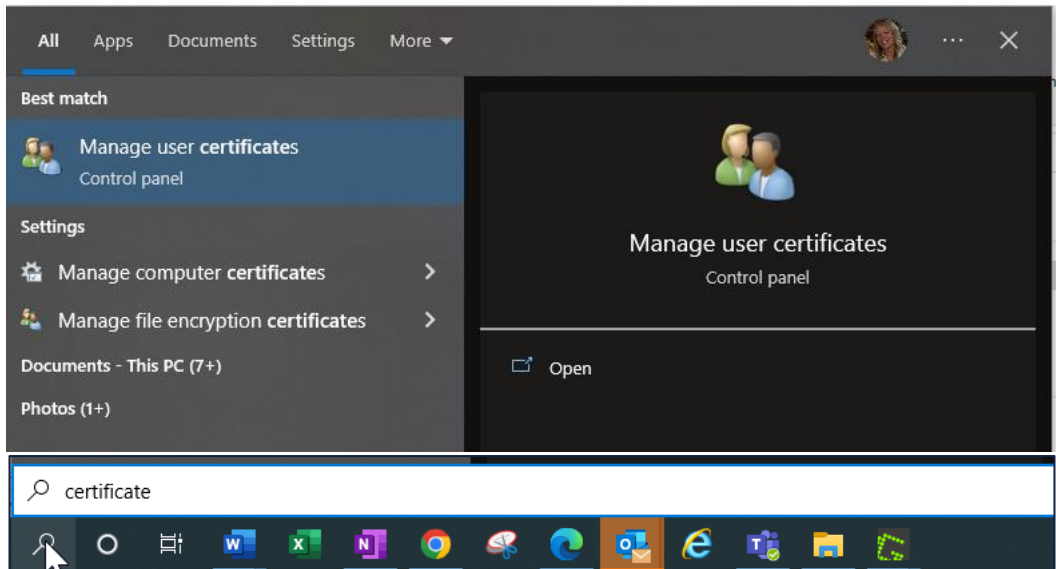 All Apps Documents Settings More
Best match
Manage user certificates
Control panel
Settings
Manage computer certificates
Manage file encryption certificates
Documents - This PC (7+)
Photos (1+)
Manage user certificates
Control panel
Open
certificate
W X N T